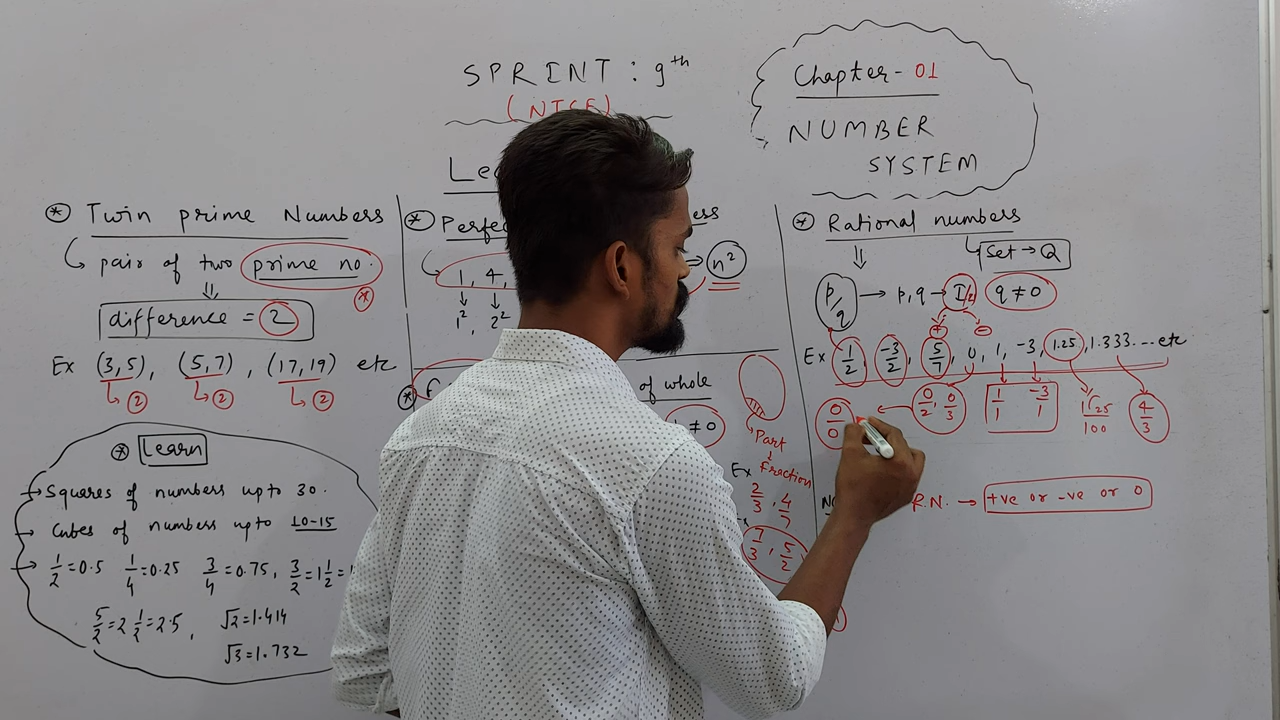 SPRINT : 9th
(NICE)
Chapter- 01
NUMBER
SYSTEM
* Twin prime Numbers
pair of two prime no.
⇓
*
difference = 2
Ex (3,5), (5,7), (17,19) etc
→2 →2 →2
* Learn
→ Squares of numbers upto 30.
→ Cubes of numbers upto 10-15
→ 1/2=0.5 1/4=0.25 3/4=0.75, 3/2=1 1/2=
5/2=2 1/2=2.5, √2=1.414
√3=1.732
*
1, 4,
⇒ n²
↓ ↓
1², 2²
*
of whole
≠ 0
Part
↓
Fraction
Ex
2/3, 4/7
7/3, 5/2
* Rational numbers
Set → Q
⇓
p/q → p,q → I/Z q ≠ 0
+ -
Ex 1/2, -3/2, 5/7, 0, 1, -3, 1.25, 1.333... etc
0/0 ← 0/2, 0/3 1/1 -3/1 125/100 4/3
R.N. → +ve or -ve or 0